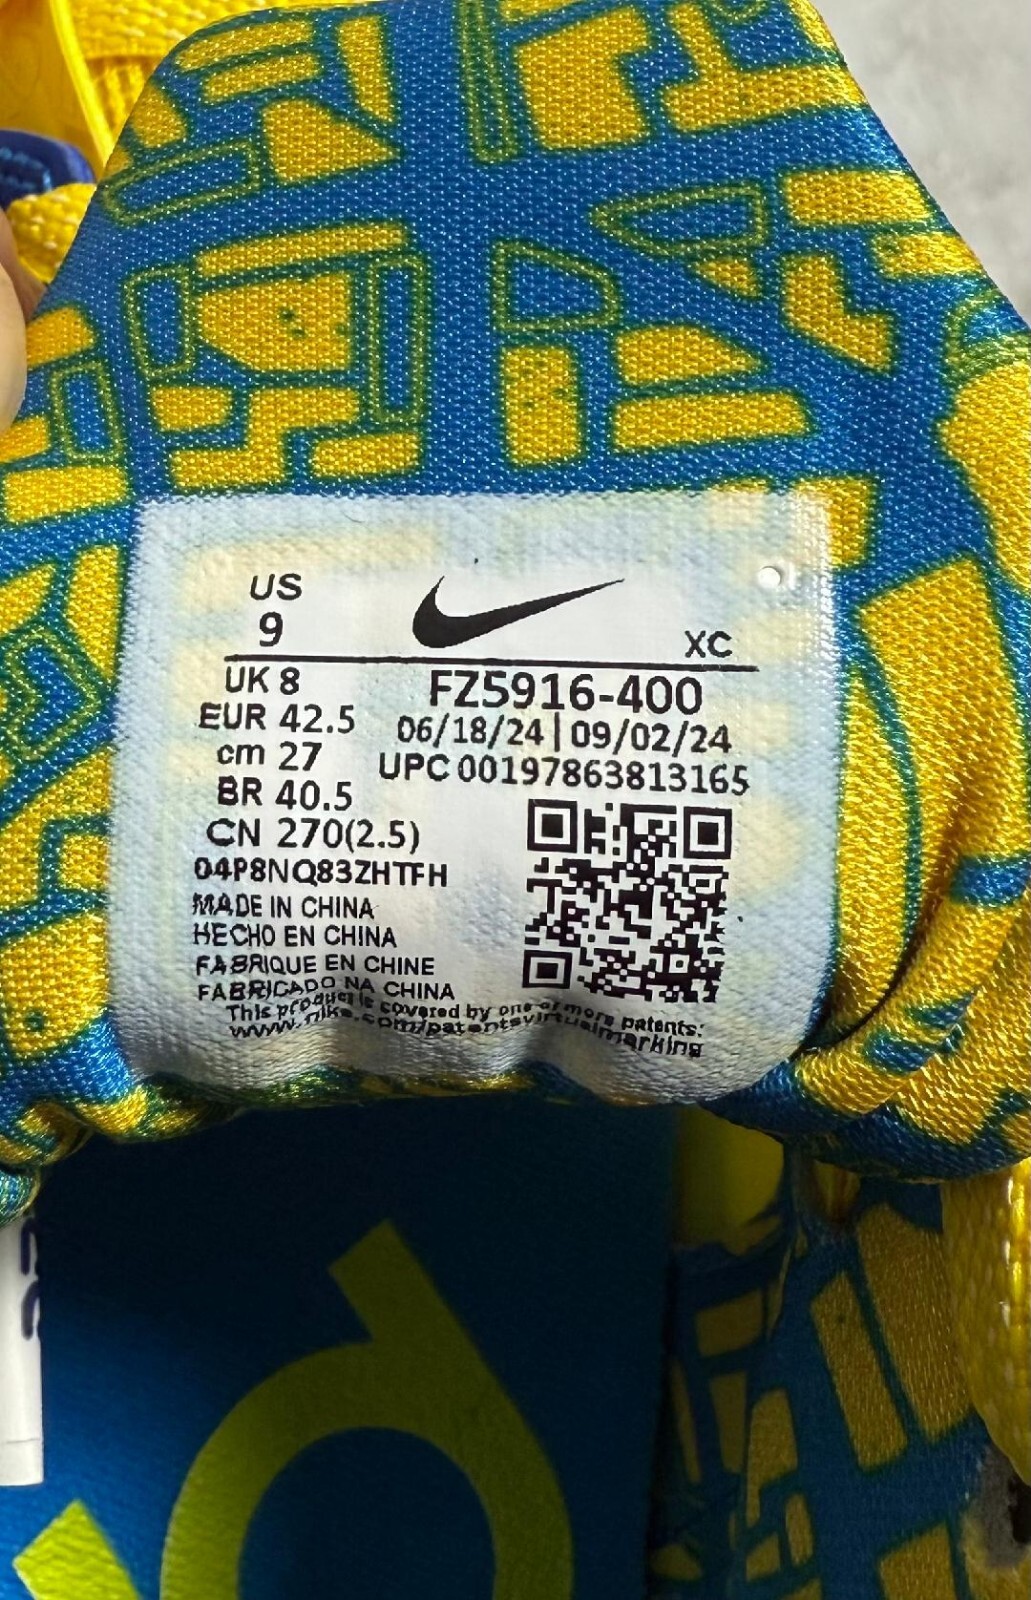 US
9
XC
UK 8
EUR 42.5
cm 27
BR 40.5
CN 270(2.5)
FZ5916-400
06/18/24 | 09/02/24
UPC 00197863813165
04P8NQ83ZHTFH
MADE IN CHINA
HECHO EN CHINA
FABRIQUE EN CHINE
FABRICADO NA CHINA
This product is covered by one or more patents:
www.nike.com/patentsvirtualmarking